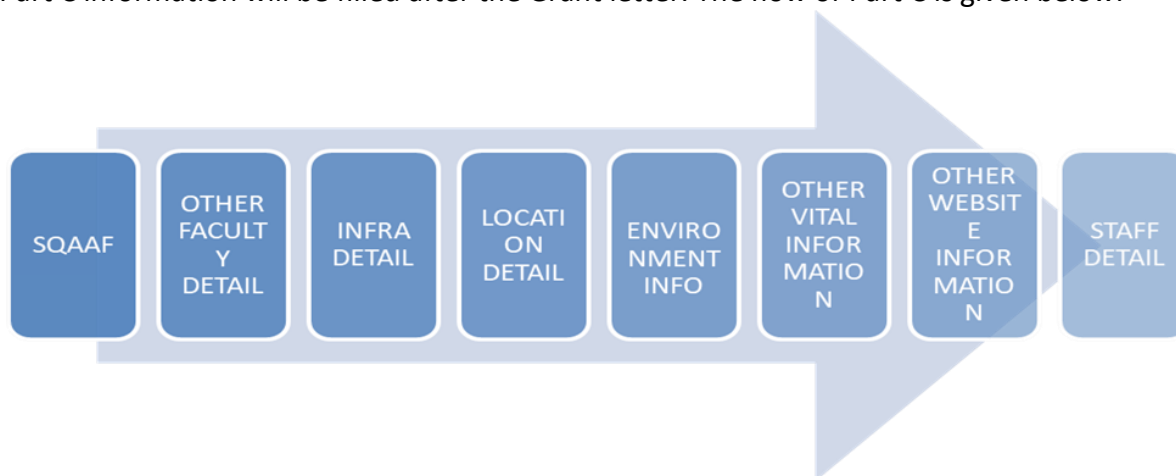 Part-C information will be filled after the Grant letter. The flow of Part-C is given below:
SQAAF
OTHER
FACULT
Y
DETAIL
INFRA
DETAIL
LOCATI
ON
DETAIL
ENVIRO
NMENT
INFO
OTHER
VITAL
INFOR
MATIO
N
OTHER
WEBSIT
E
INFOR
MATIO
N
STAFF
DETAIL